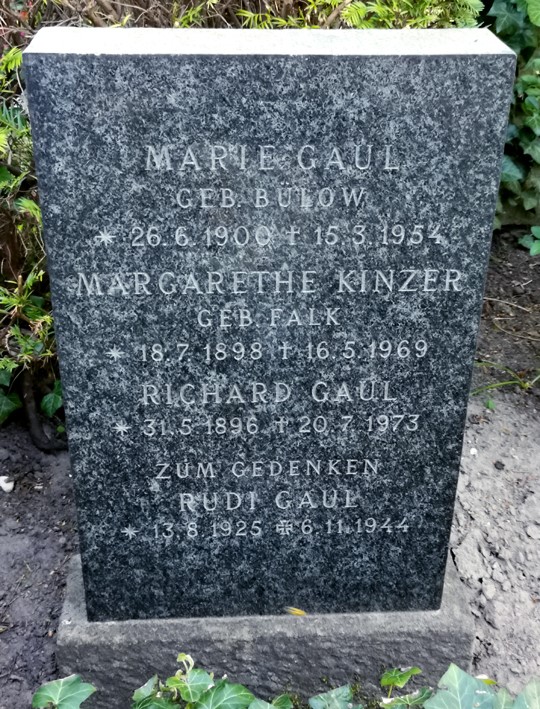 MARIE GAUL
GEB. BÜLOW
* 26.6.1900 † 15.3.1954
MARGARETHE KINZER
GEB. FALK
* 18.7.1898 † 16.5.1969
RICHARD GAUL
* 31.5.1896 † 20.7.1973
ZUM GEDENKEN
RUDI GAUL
* 13.8.1925 ✠ 6.11.1944